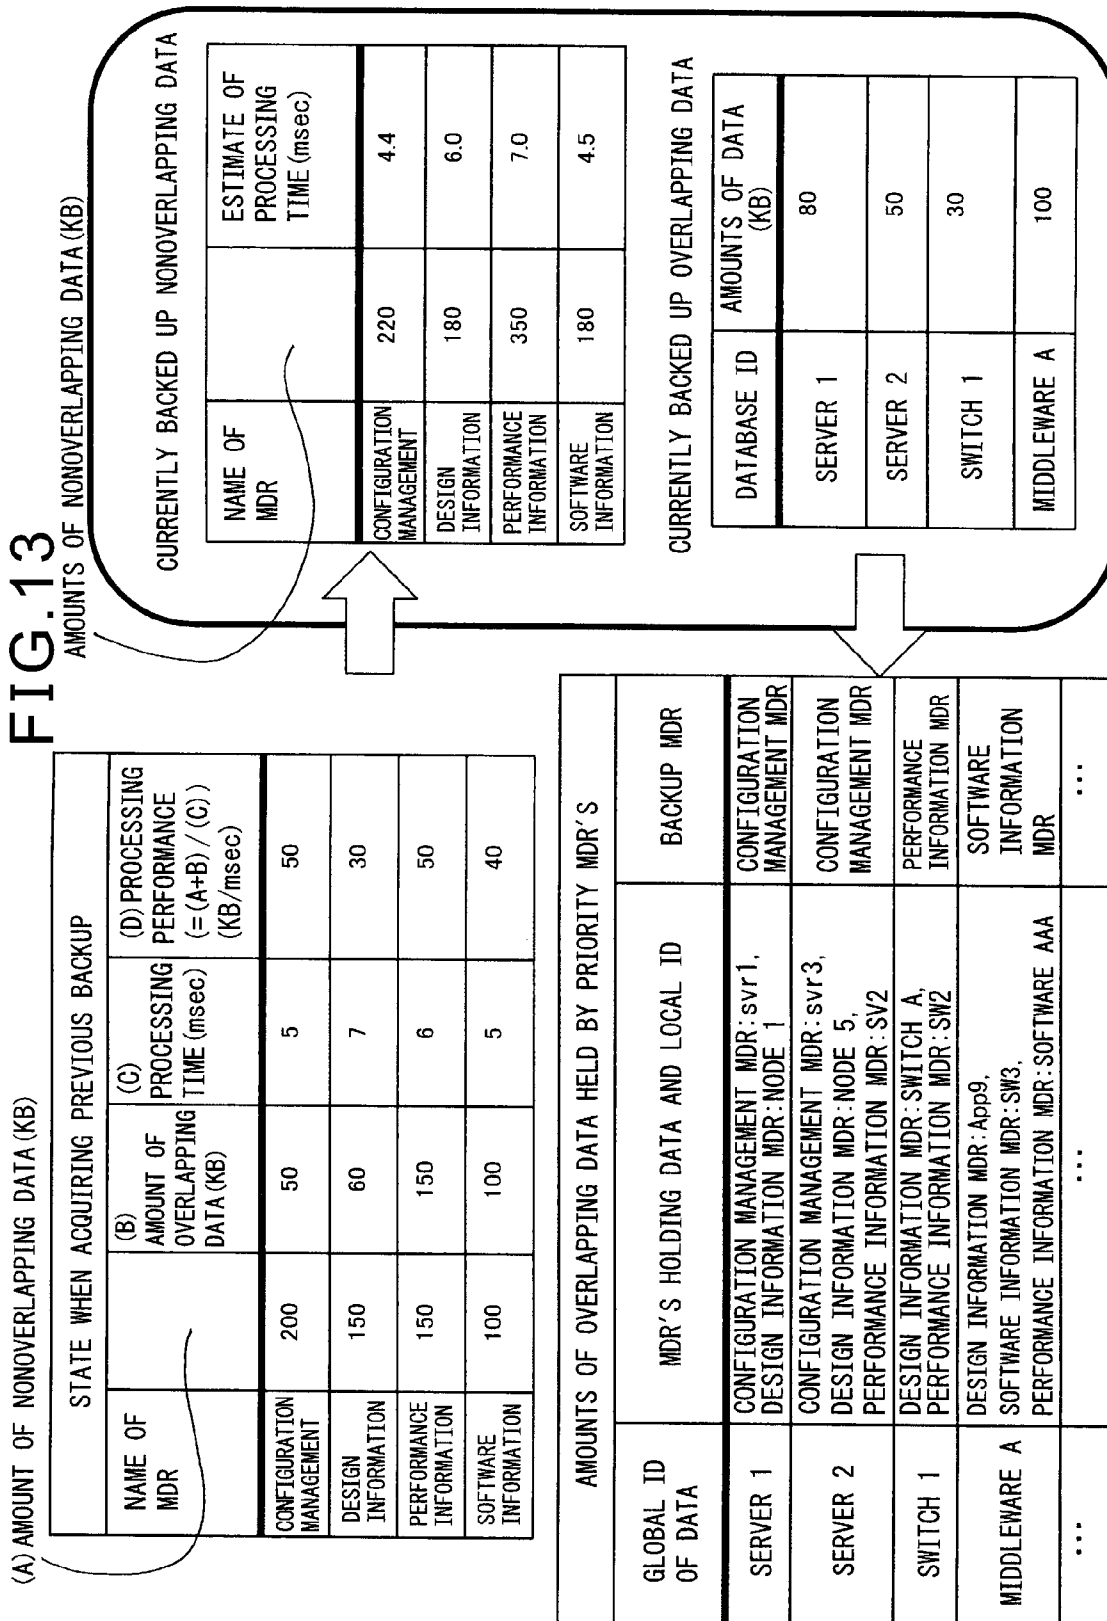 FIG.13
(A) AMOUNT OF NONOVERLAPPING DATA(KB)
STATE WHEN ACQUIRING PREVIOUS BACKUP
NAME OF
MDR
(B)
AMOUNT OF
OVERLAPPING
DATA(KB)
(C)
PROCESSING
TIME(msec)
(D)PROCESSING
PERFORMANCE
(=(A+B)/(C))
(KB/msec)
CONFIGURATION
MANAGEMENT
200
50
5
50
DESIGN
INFORMATION
150
60
7
30
PERFORMANCE
INFORMATION
150
150
6
50
SOFTWARE
INFORMATION
100
100
5
40
AMOUNTS OF NONOVERLAPPING DATA(KB)
CURRENTLY BACKED UP NONOVERLAPPING DATA
NAME OF
MDR
ESTIMATE OF
PROCESSING
TIME(msec)
CONFIGURATION
MANAGEMENT
220
4.4
DESIGN
INFORMATION
180
6.0
PERFORMANCE
INFORMATION
350
7.0
SOFTWARE
INFORMATION
180
4.5
AMOUNTS OF OVERLAPPING DATA HELD BY PRIORITY MDR'S
GLOBAL ID
OF DATA
MDR'S HOLDING DATA AND LOCAL ID
BACKUP MDR
SERVER 1
CONFIGURATION MANAGEMENT MDR:svr1,
DESIGN INFORMATION MDR:NODE 1
CONFIGURATION
MANAGEMENT MDR
SERVER 2
CONFIGURATION MANAGEMENT MDR:svr3,
DESIGN INFORMATION MDR:NODE 5,
PERFORMANCE INFORMATION MDR:SV2
CONFIGURATION
MANAGEMENT MDR
SWITCH 1
DESIGN INFORMATION MDR:SWITCH A,
PERFORMANCE INFORMATION MDR:SW2
PERFORMANCE
INFORMATION MDR
MIDDLEWARE A
DESIGN INFORMATION MDR:App9,
SOFTWARE INFORMATION MDR:SW3,
PERFORMANCE INFORMATION MDR:SOFTWARE AAA
SOFTWARE
INFORMATION
MDR
...
...
...
CURRENTLY BACKED UP OVERLAPPING DATA
DATABASE ID
AMOUNTS OF DATA
(KB)
SERVER 1
80
SERVER 2
50
SWITCH 1
30
MIDDLEWARE A
100